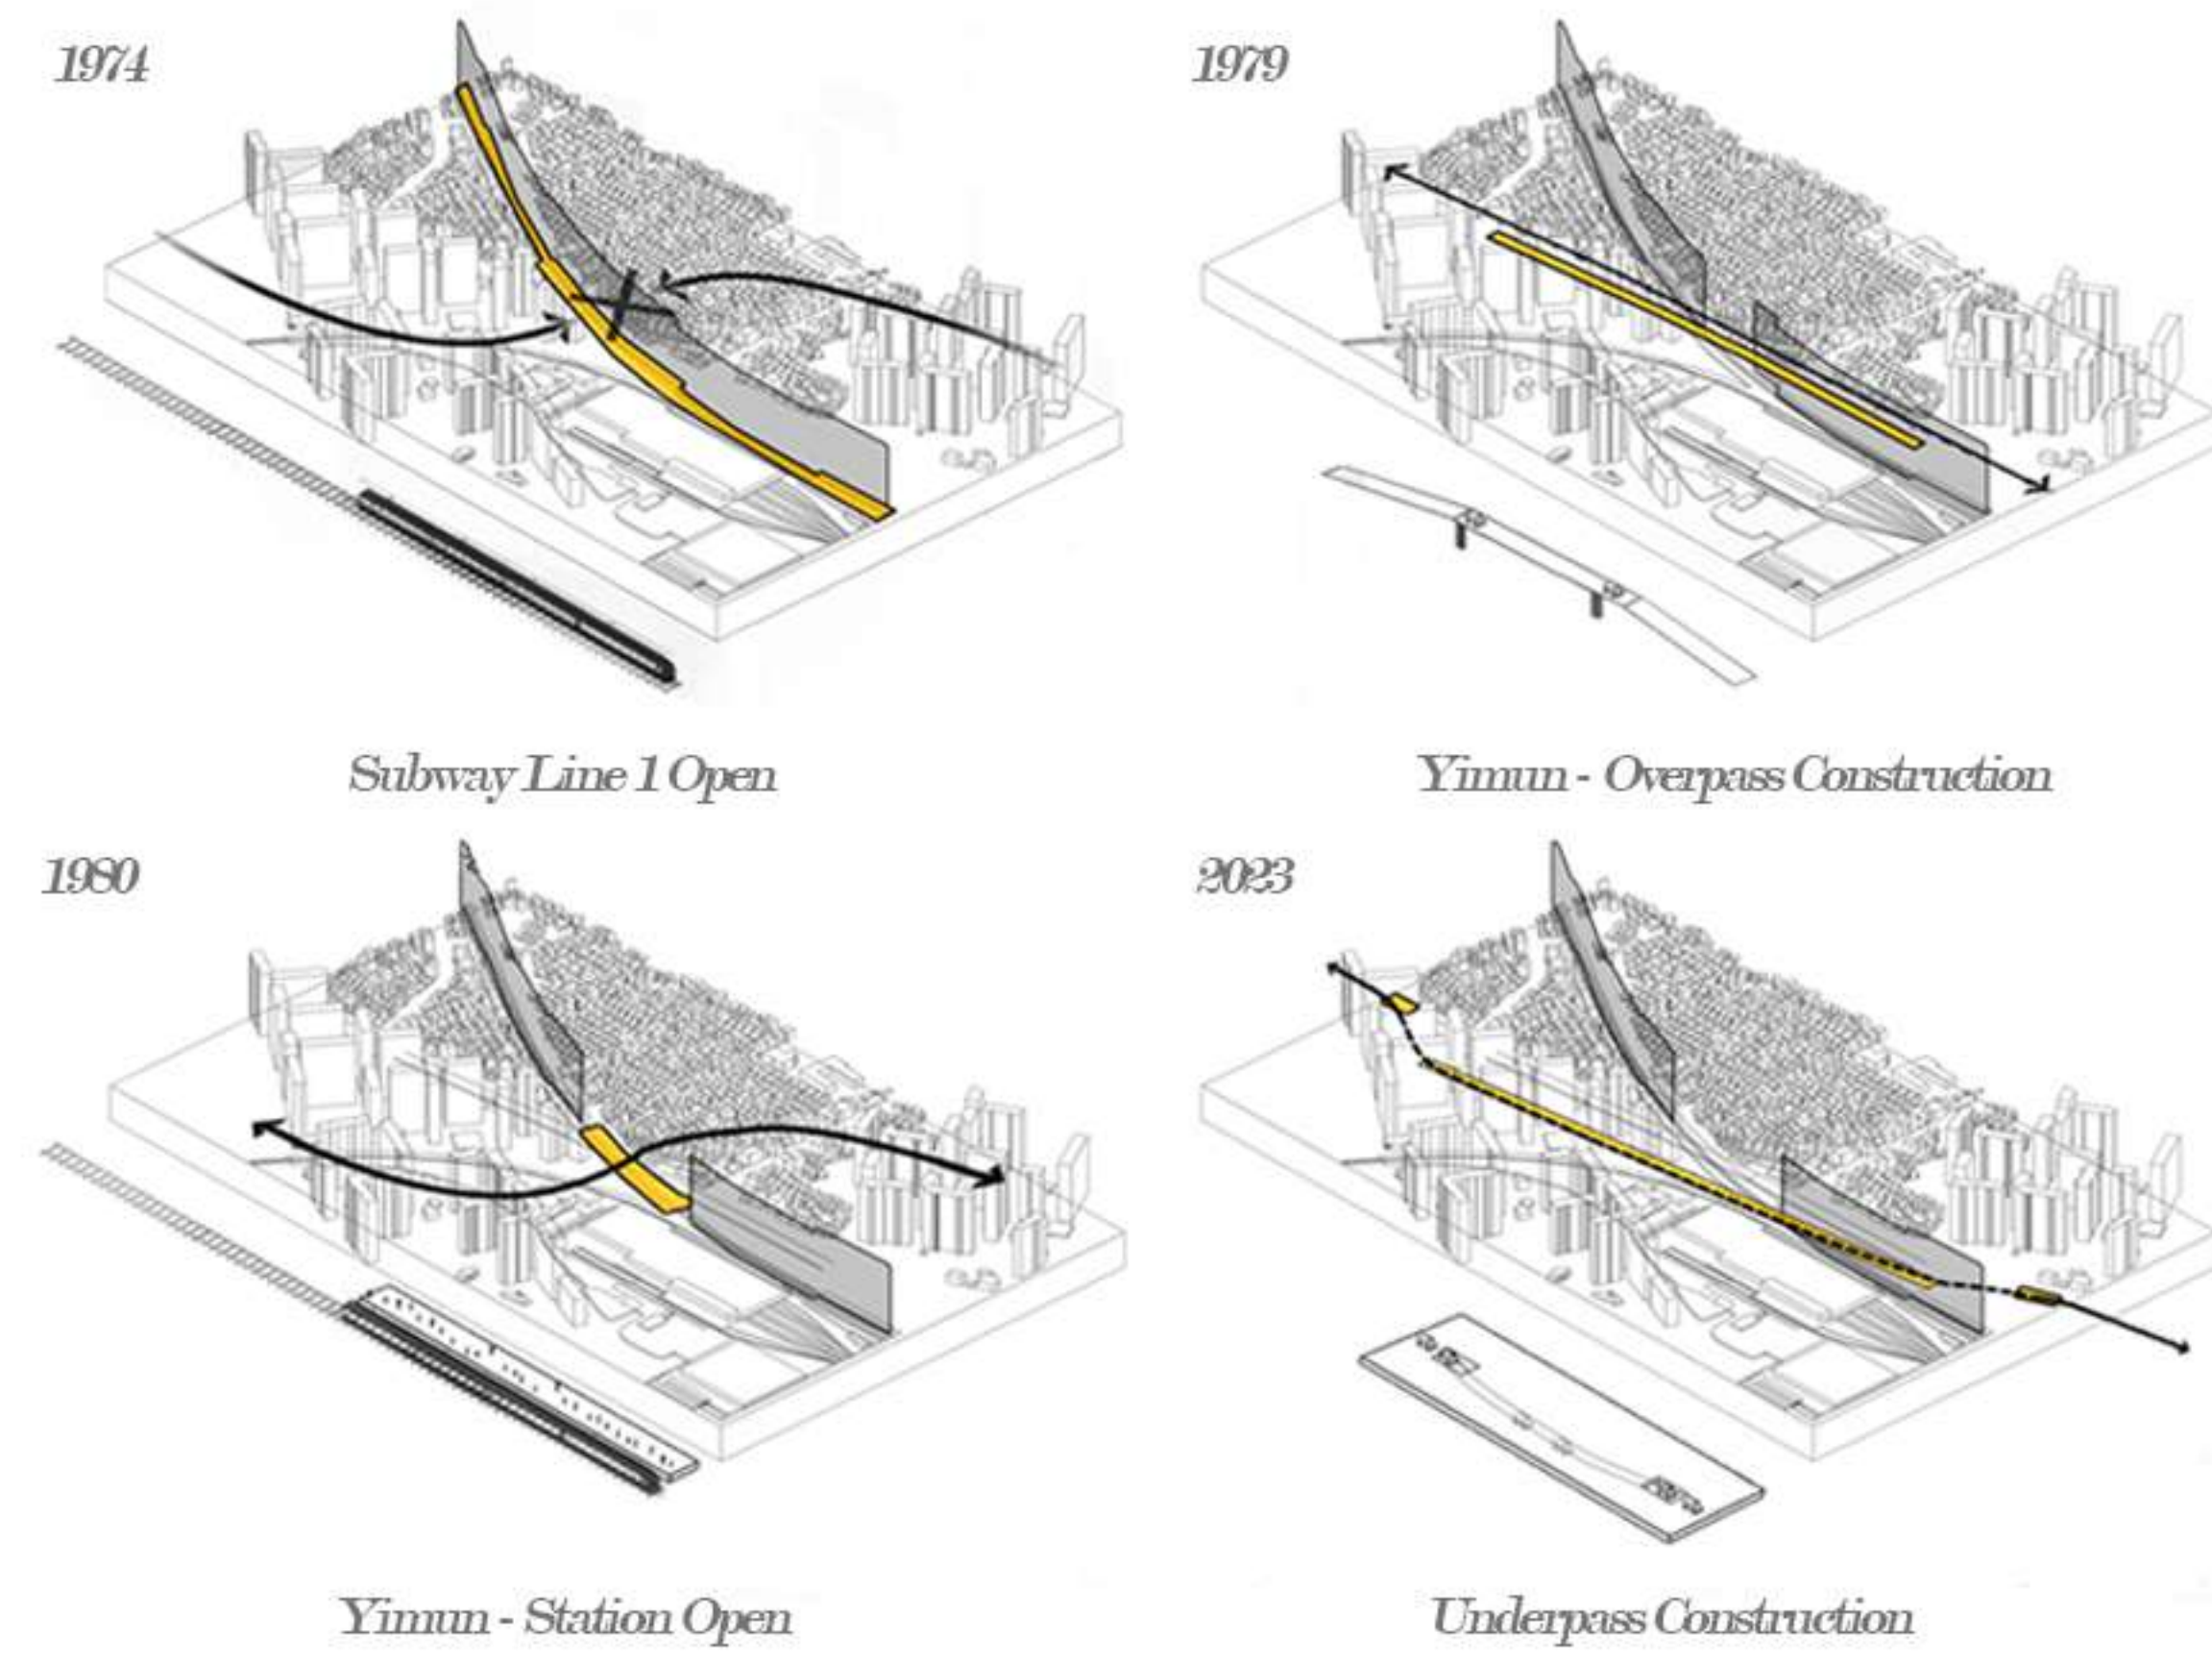 1974
1979
Subway Line 1 Open
Yimun - Overpass Construction
1980
2023
Yimun - Station Open
Underpass Construction